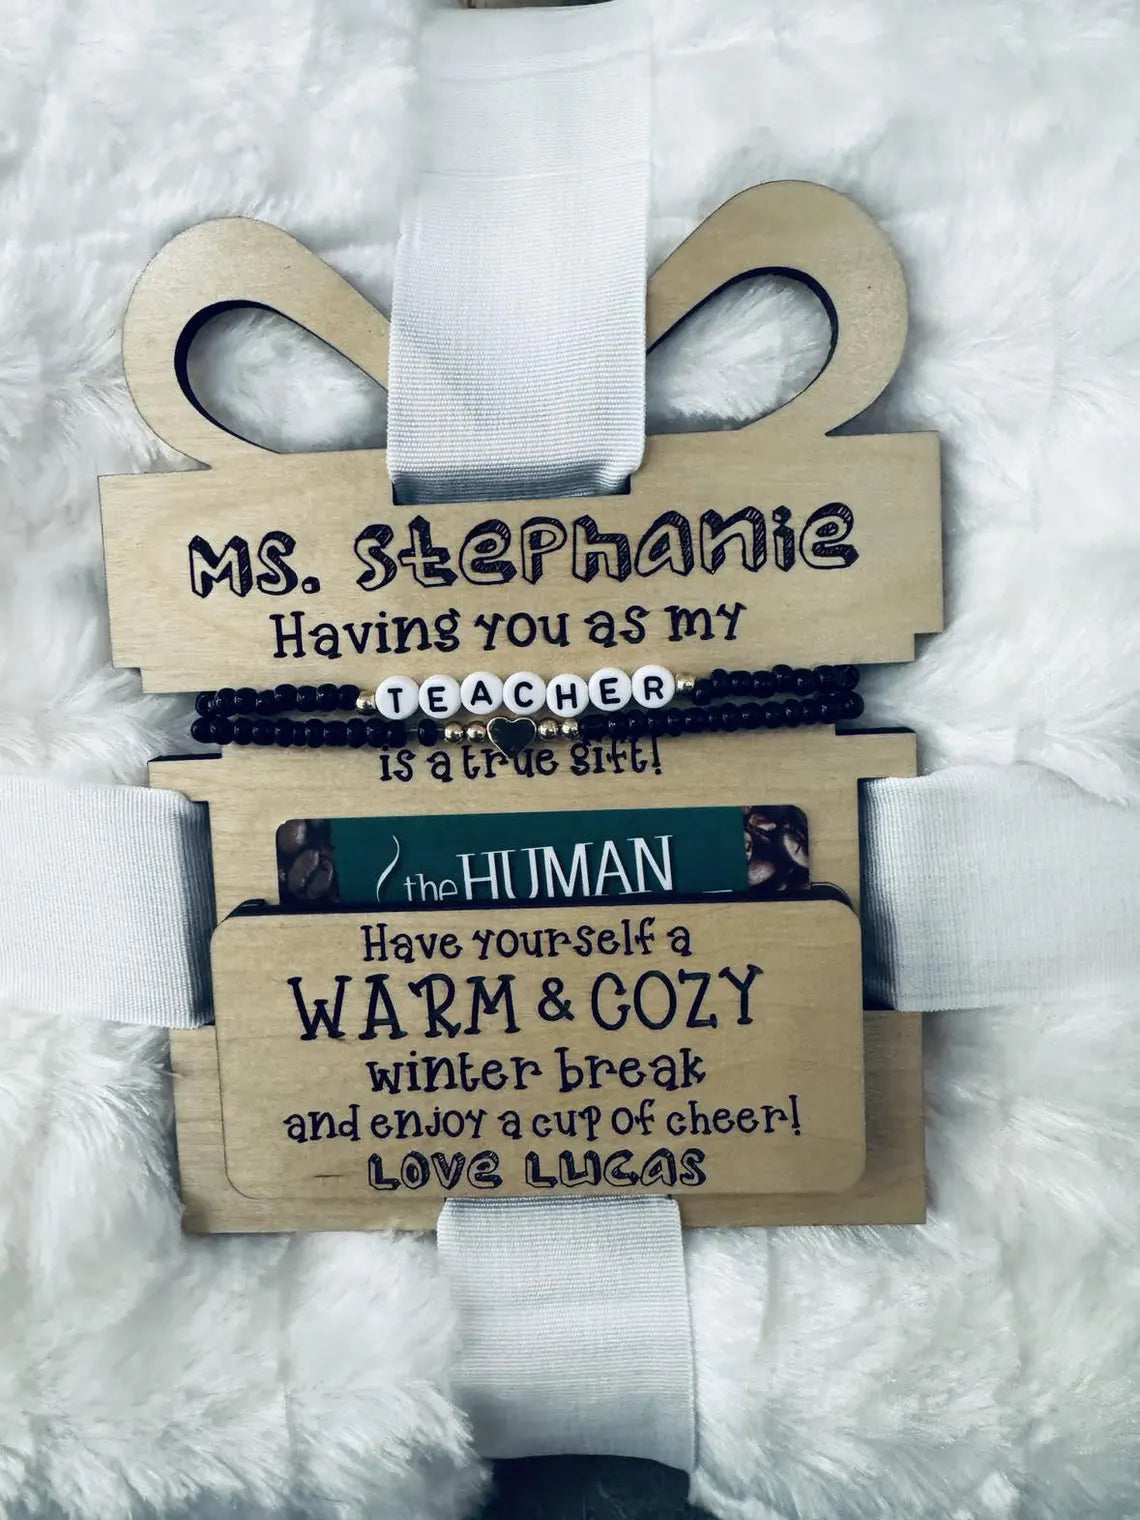 Ms. Stephanie
Having you as my
TEACHER
is a true gift!
the HUMAN
Have yourself a
WARM & COZY
winter break
and enjoy a cup of cheer!
LOVE LUCAS